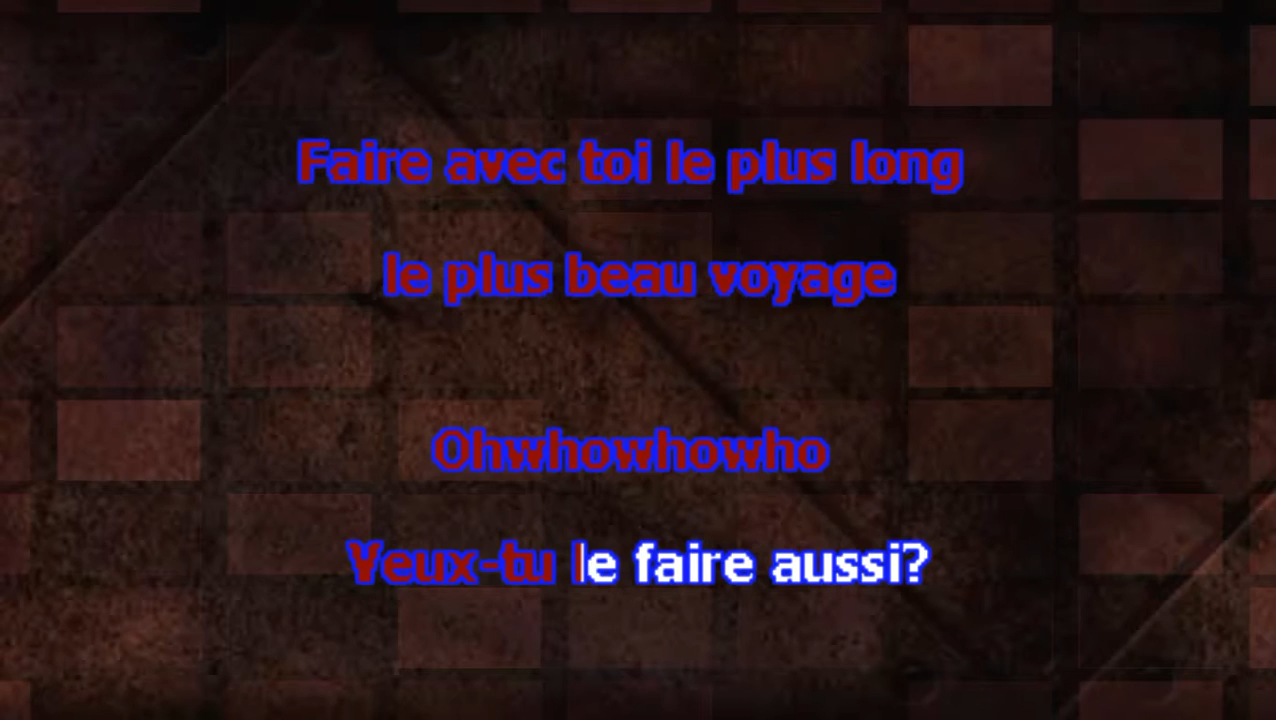 Faire avec toi le plus long
le plus beau voyage
Ohwhowhowho
Veux-tu le faire aussi?